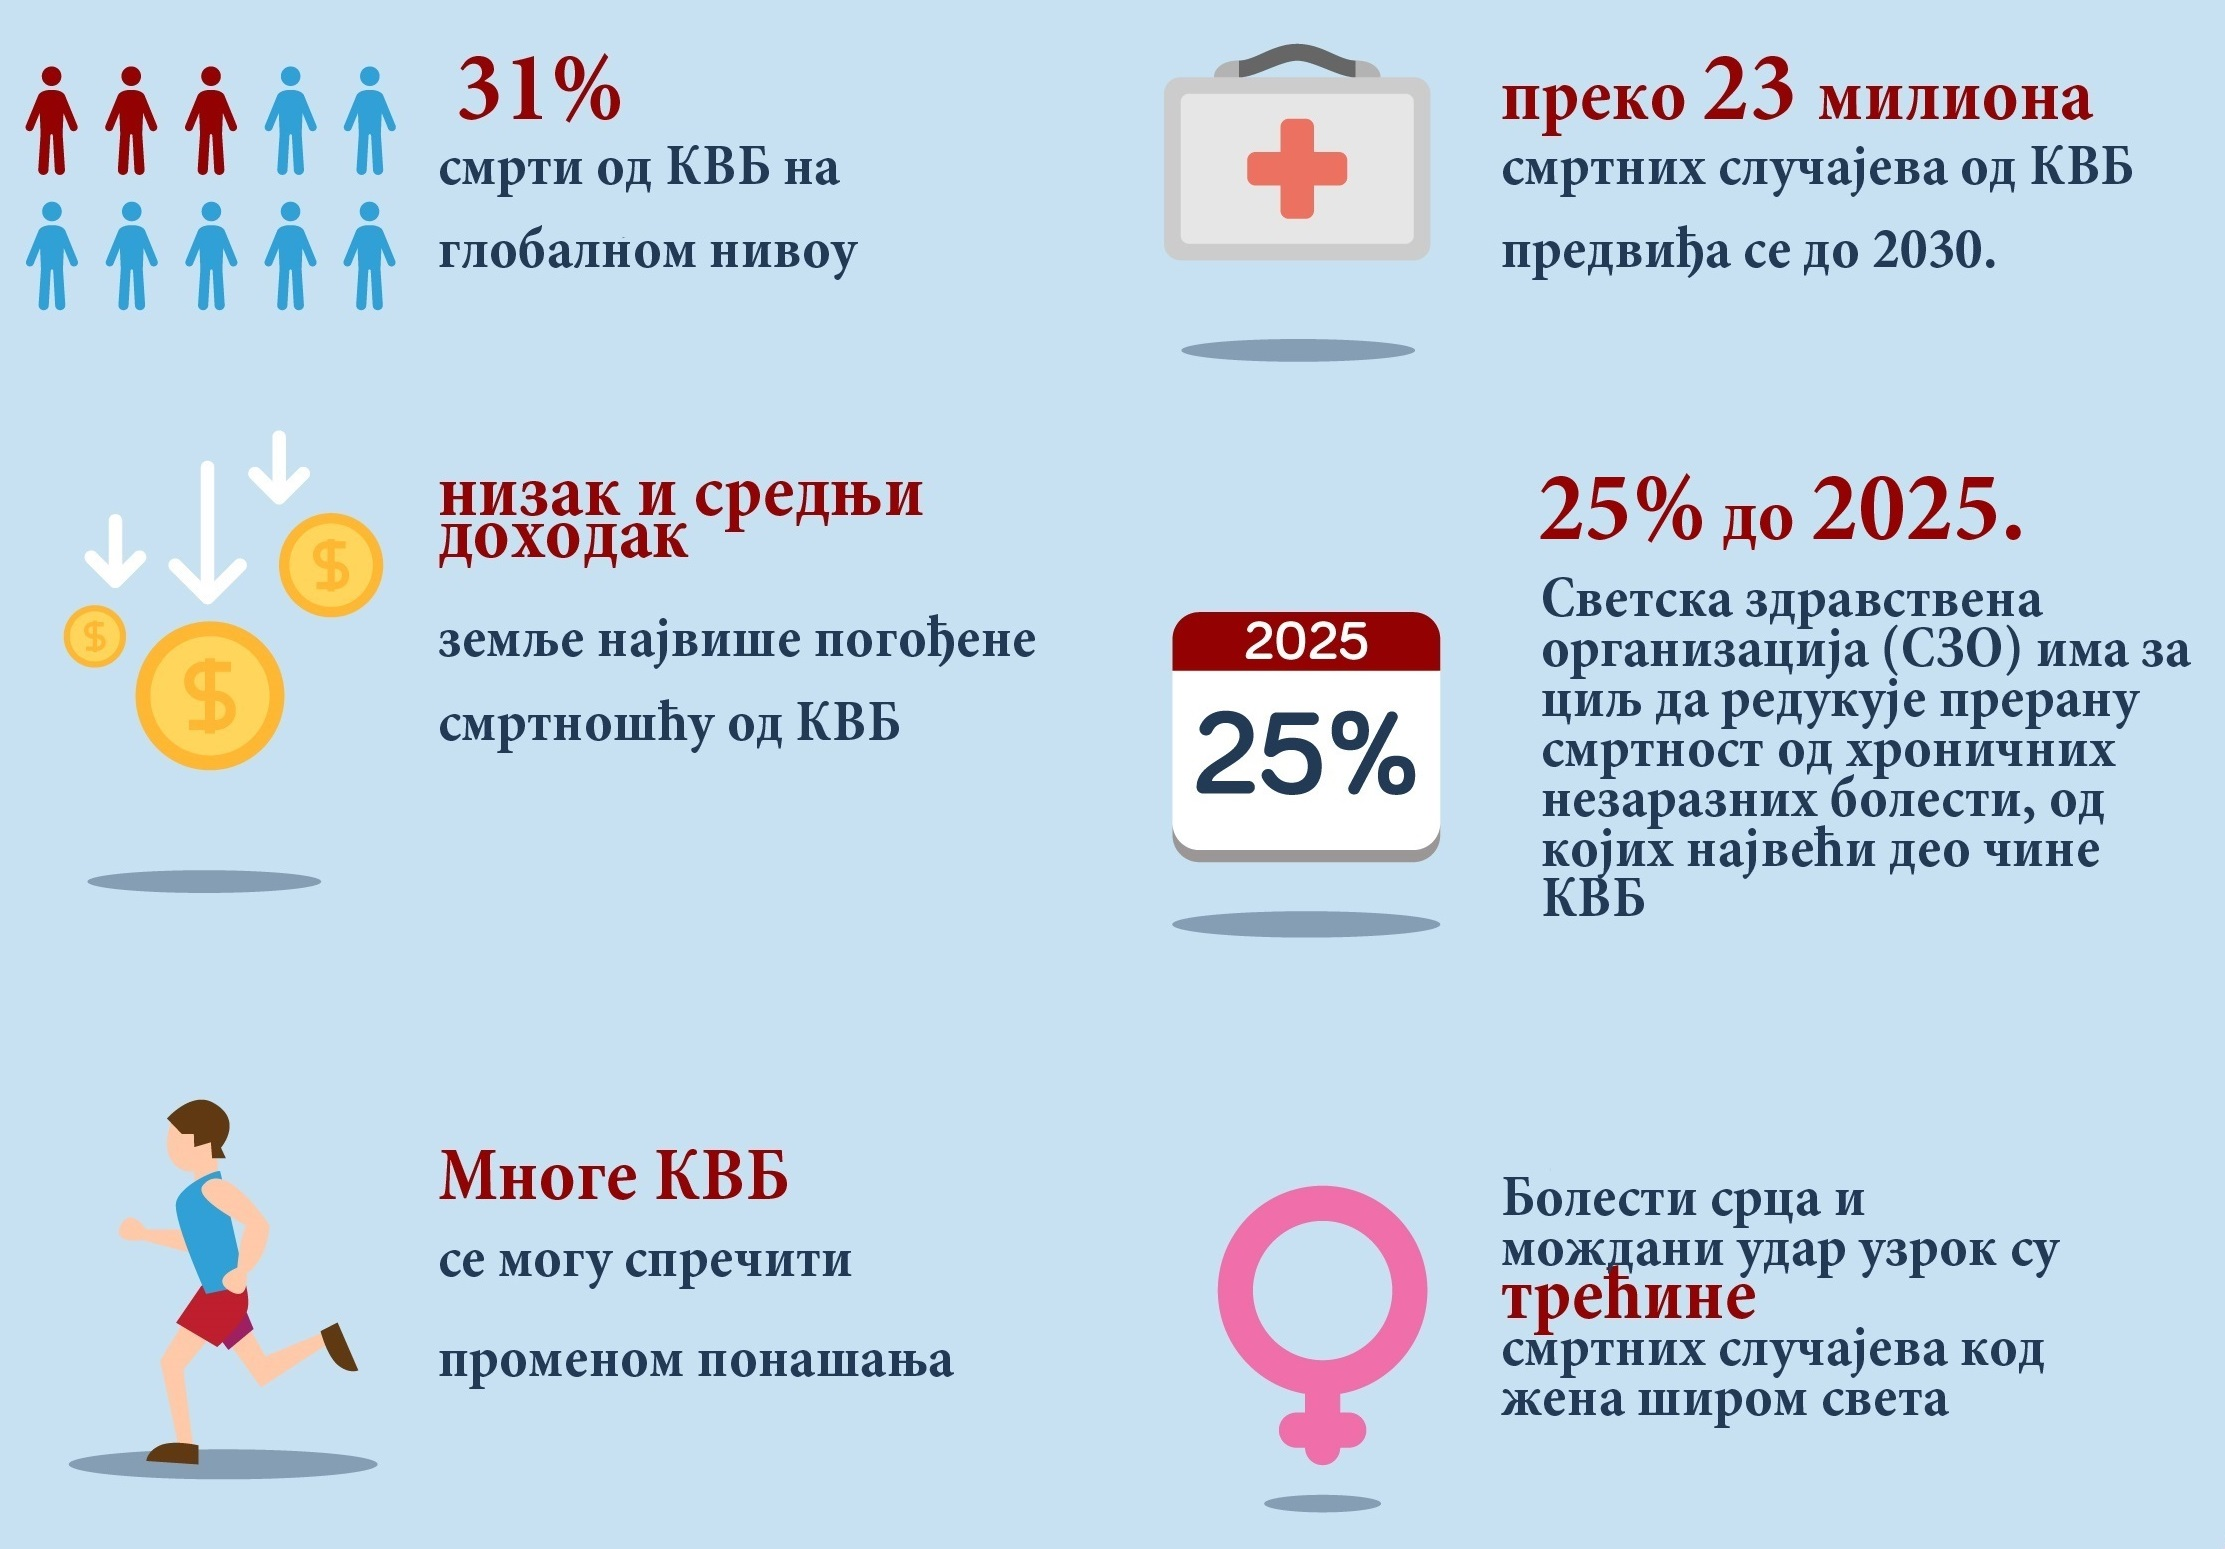 31%
смрти од КВБ на
глобалном нивоу
преко 23 милиона
смртних случајева од КВБ
предвиђа се до 2030.
низак и средњи
доходак
земље највише погођене
смртношћу од КВБ
2025
25%
25% до 2025.
Светска здравствена
организација (СЗО) има за
циљ да редукује прерану
смртност од хроничних
незаразних болести, од
којих највећи део чине
КВБ
Многе КВБ
се могу спречити
променом понашања
Болести срца и
мождани удар узрок су
трећине
смртних случајева код
жена широм света